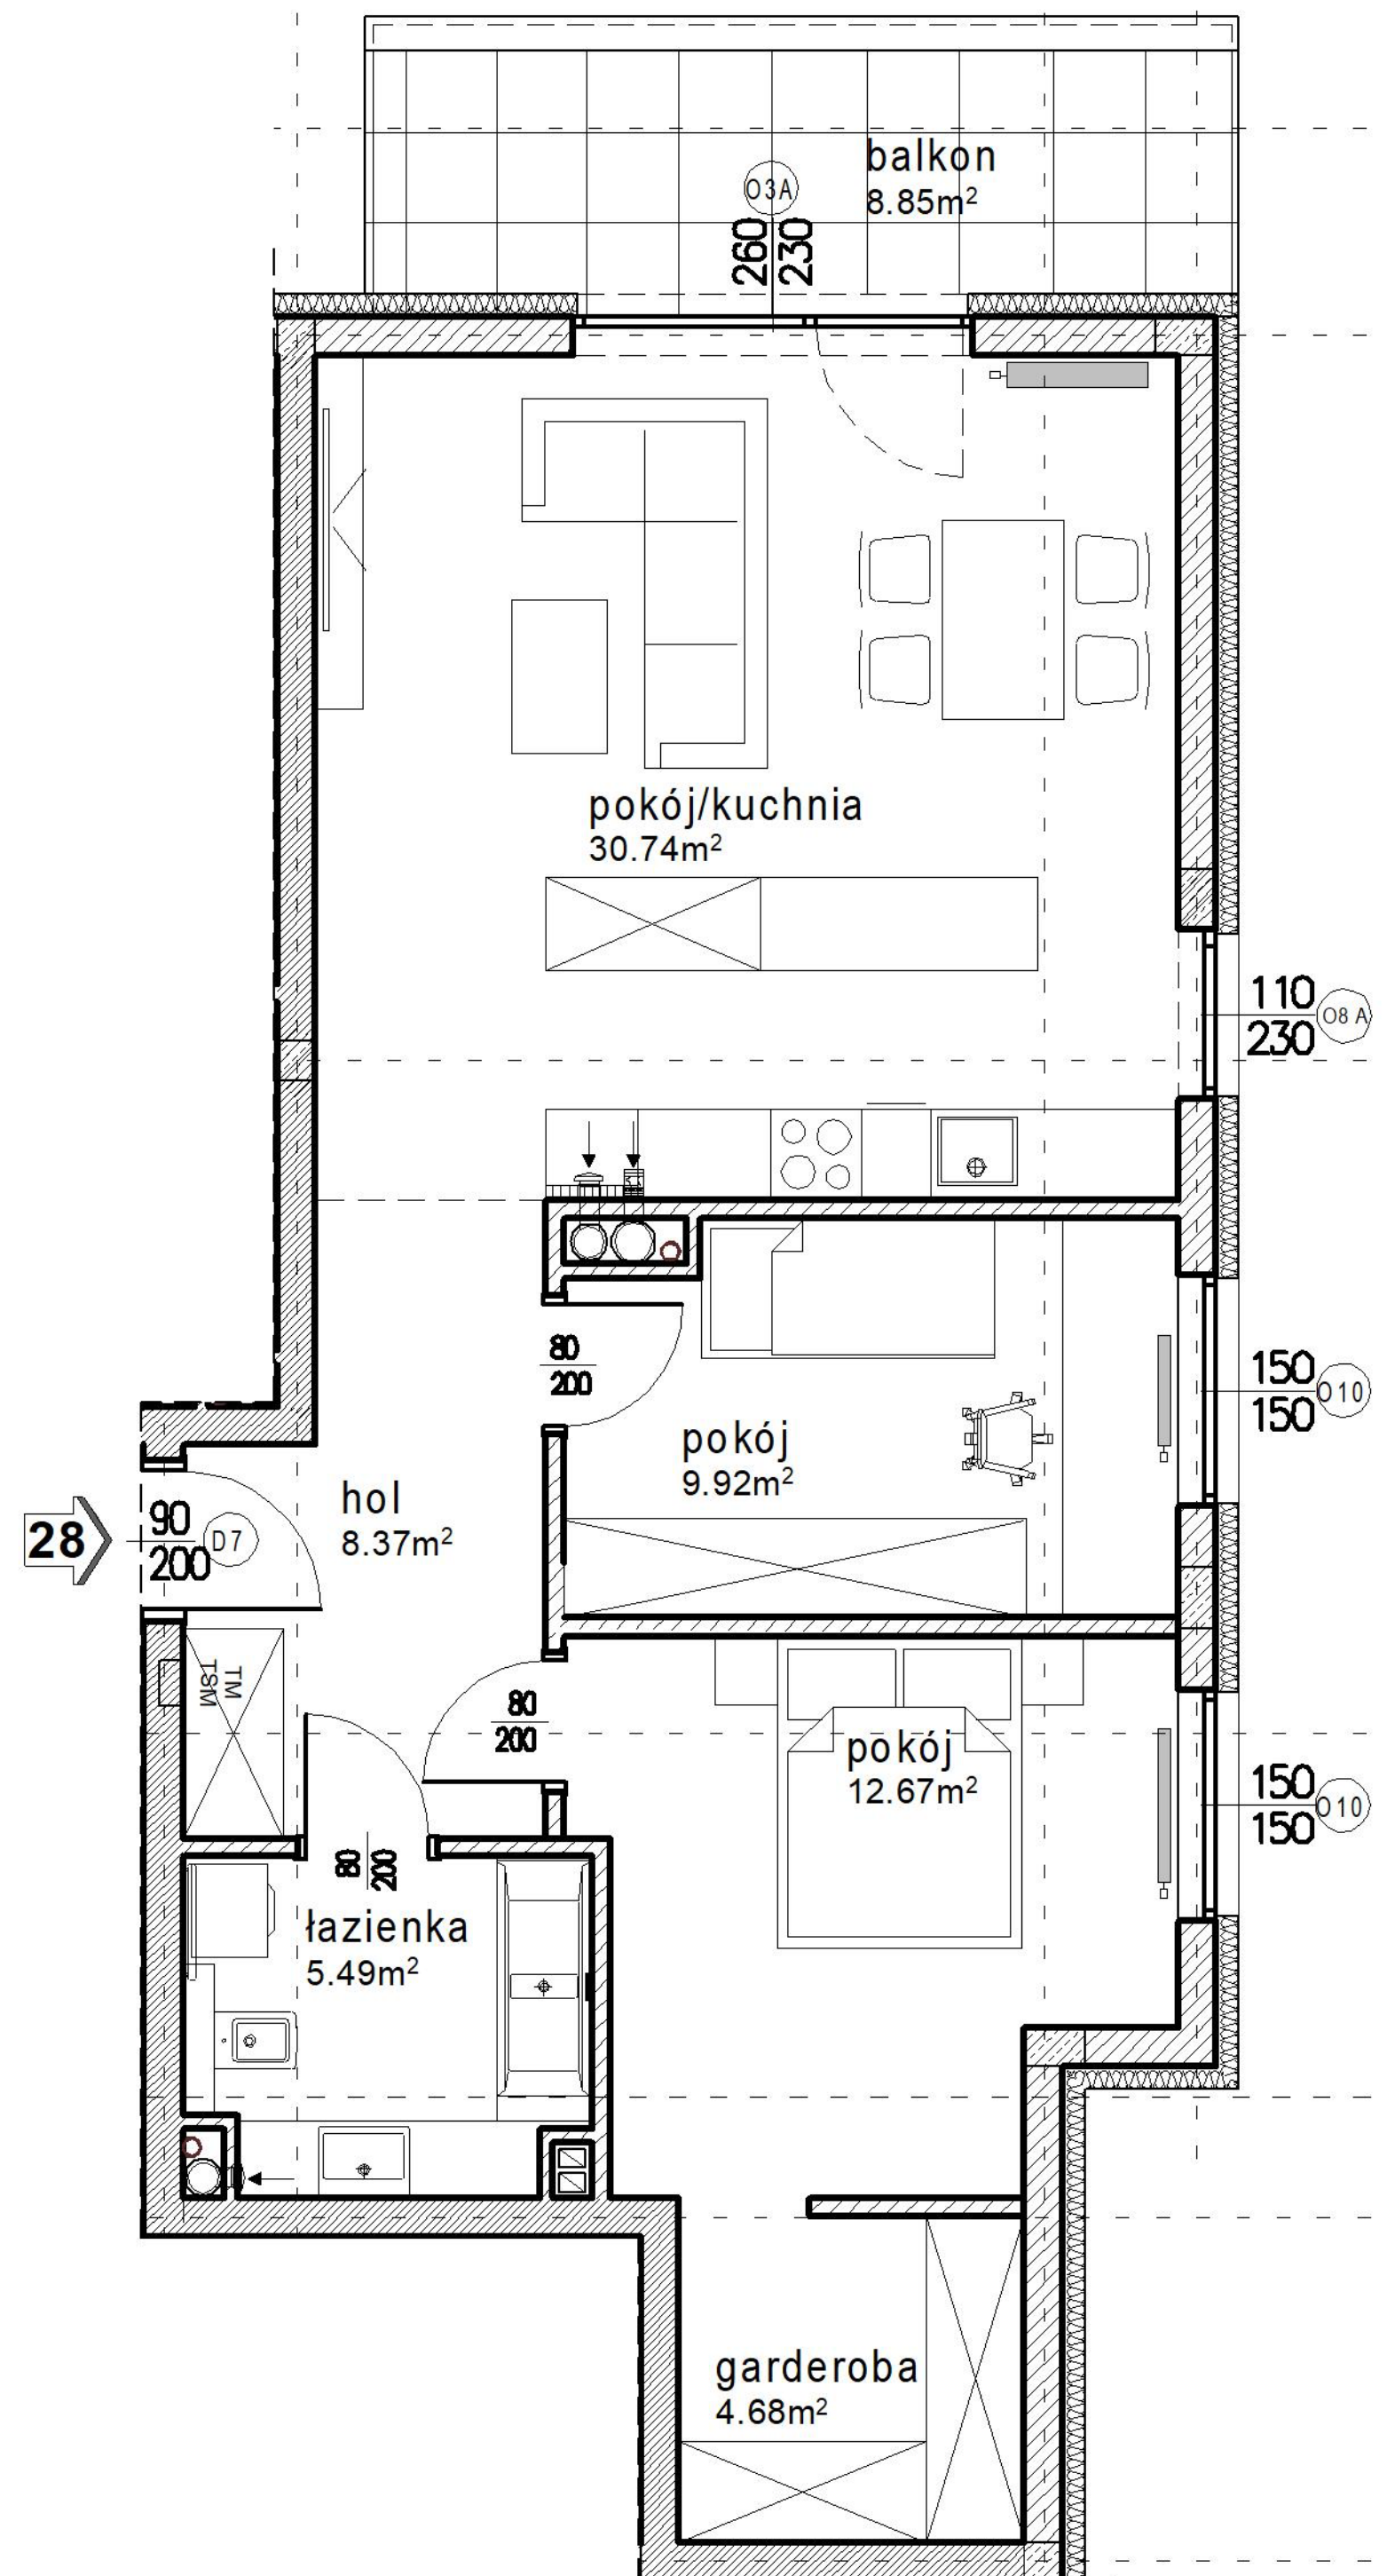 balkon
8.85m²
O3A
260
230
pokój/kuchnia
30.74m²
110
230
O8 A
80
200
150
150
O10
pokój
9.92m²
hol
8.37m²
28
90
200
D7
TM
TSM
80
200
pokój
12.67m²
150
150
O10
80
200
łazienka
5.49m²
garderoba
4.68m²